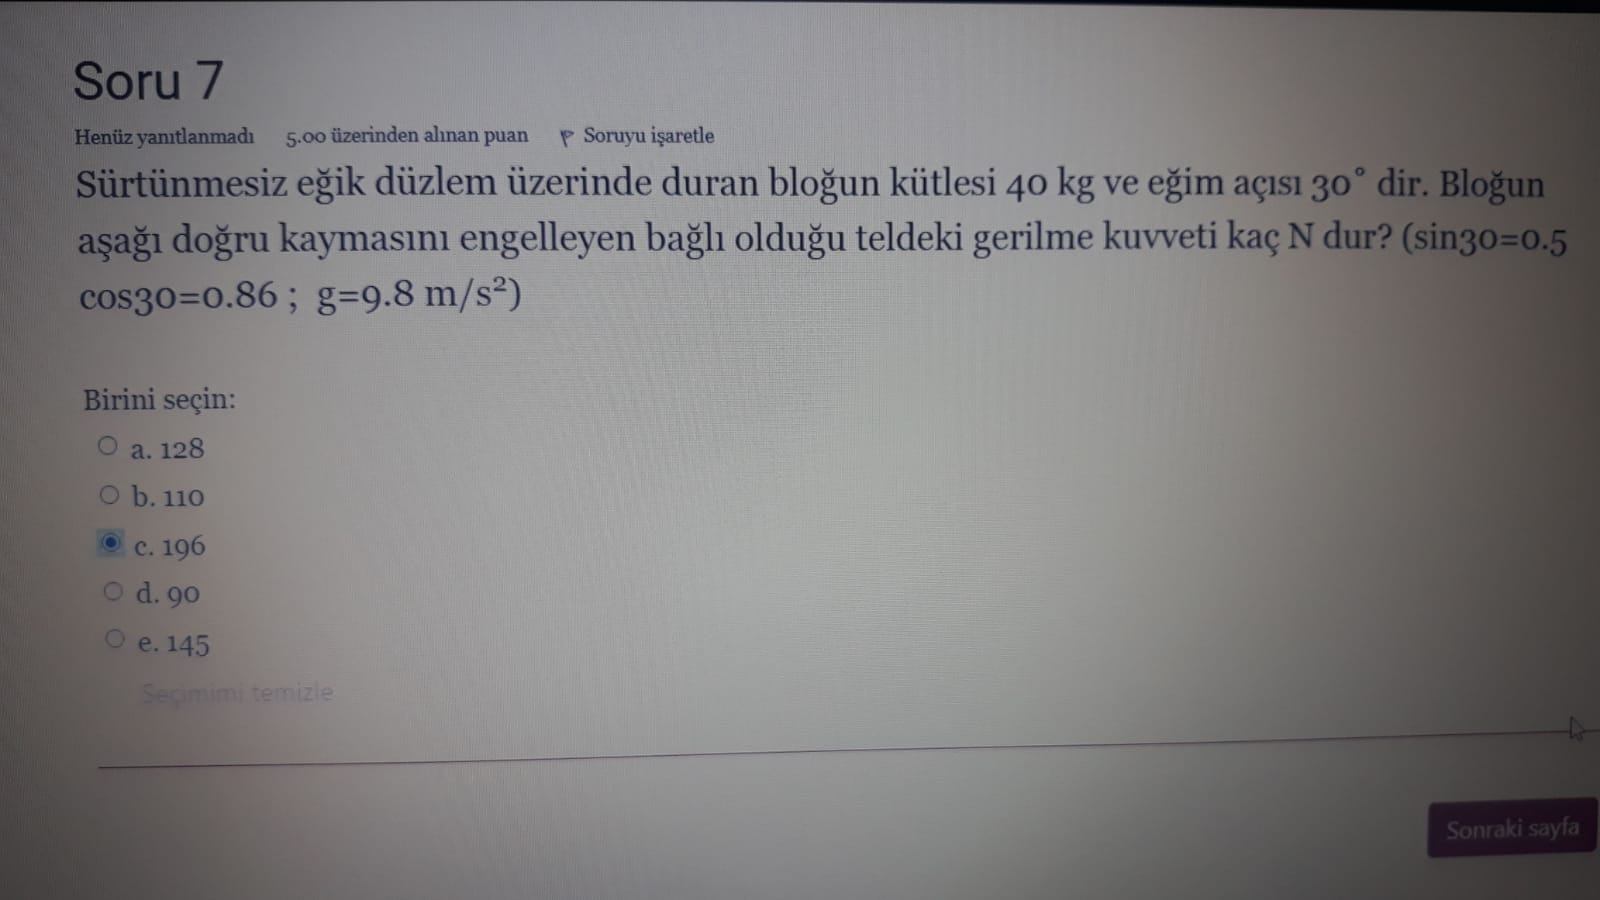 Soru 7
Henüz yanıtlanmadı 5.00 üzerinden alınan puan Soruyu işaretle
Sürtünmesiz eğik düzlem üzerinde duran bloğun kütlesi 40 kg ve eğim açısı 30° dir. Bloğun
aşağı doğru kaymasını engelleyen bağlı olduğu teldeki gerilme kuvveti kaç N dur? (sin30=0.5
cos30=0.86 ; g=9.8 m/s²)
Birini seçin:
a. 128
b. 110
c. 196
d. 90
e. 145
Seçimimi temizle
Sonraki sayfa